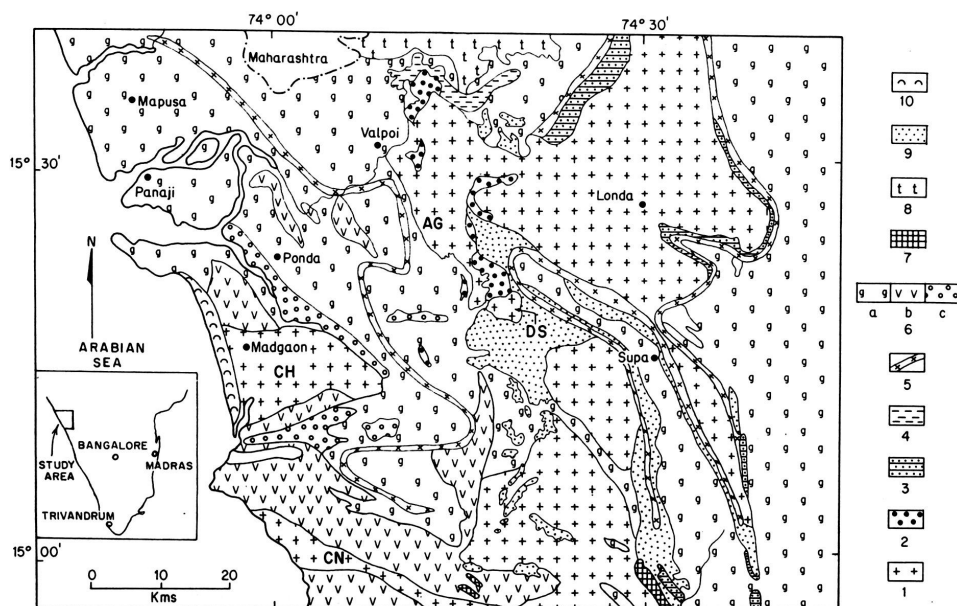 74° 00'
74° 30'
Maharashtra
Mapusa
Valpoi
15° 30'
Panaji
Londa
AG
N
Ponda
DS
ARABIAN
SEA
Madgaon
CH
Supa
BANGALORE
STUDY
AREA
MADRAS
TRIVANDRUM
15° 00'
CN
0 10 20
Kms
10
9
t t
8
7
g g v v
a b c
6
5
4
3
2
+ +
1